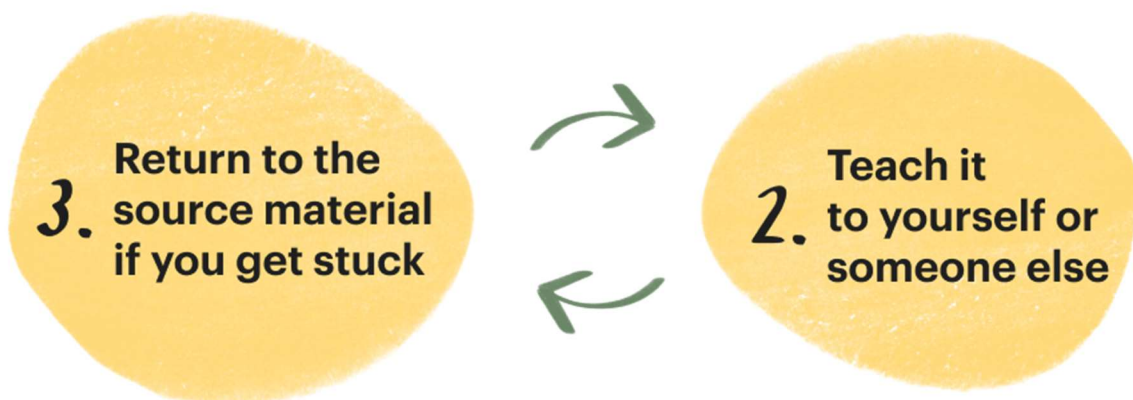 3. Return to the
source material
if you get stuck
2. Teach it
to yourself or
someone else